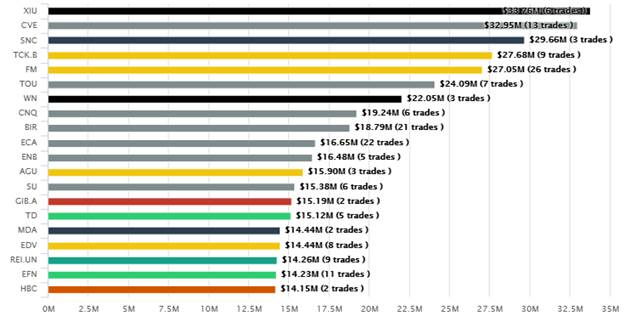 XIU $33.76M (6 trades )
CVE $32.95M (13 trades )
SNC $29.66M (3 trades )
TCK.B $27.68M (9 trades )
FM $27.05M (26 trades )
TOU $24.09M (7 trades )
WN $22.05M (3 trades )
CNQ $19.24M (6 trades )
BIR $18.79M (21 trades )
ECA $16.65M (22 trades )
ENB $16.48M (5 trades )
AGU $15.90M (3 trades )
SU $15.38M (6 trades )
GIB.A $15.19M (2 trades )
TD $15.12M (5 trades )
MDA $14.44M (2 trades )
EDV $14.44M (8 trades )
REI.UN $14.26M (9 trades )
EFN $14.23M (11 trades )
HBC $14.15M (2 trades )
0M 2.5M 5M 7.5M 10M 12.5M 15M 17.5M 20M 22.5M 25M 27.5M 30M 32.5M 35M